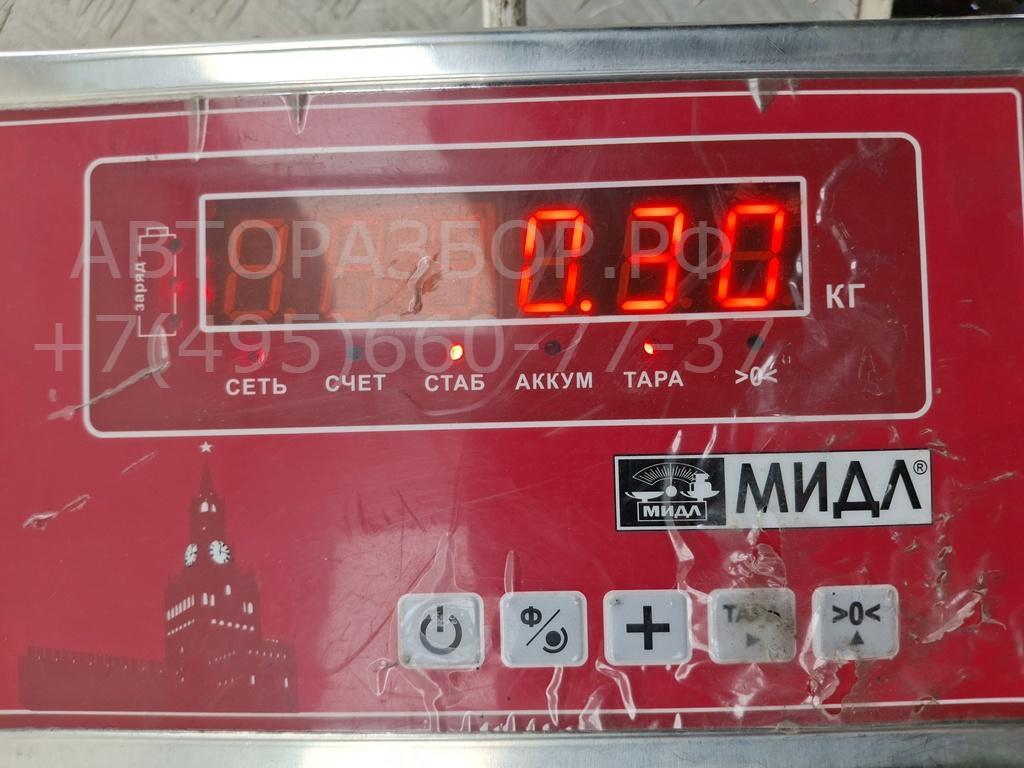 АВТОРАЗБОР.РФ
+7(495)660-77-37
заряд
0.30
КГ
СЕТЬ СЧЕТ СТАБ АККУМ ТАРА >0<
МИДЛ МИДЛ®
Ф + ТАРА >0<